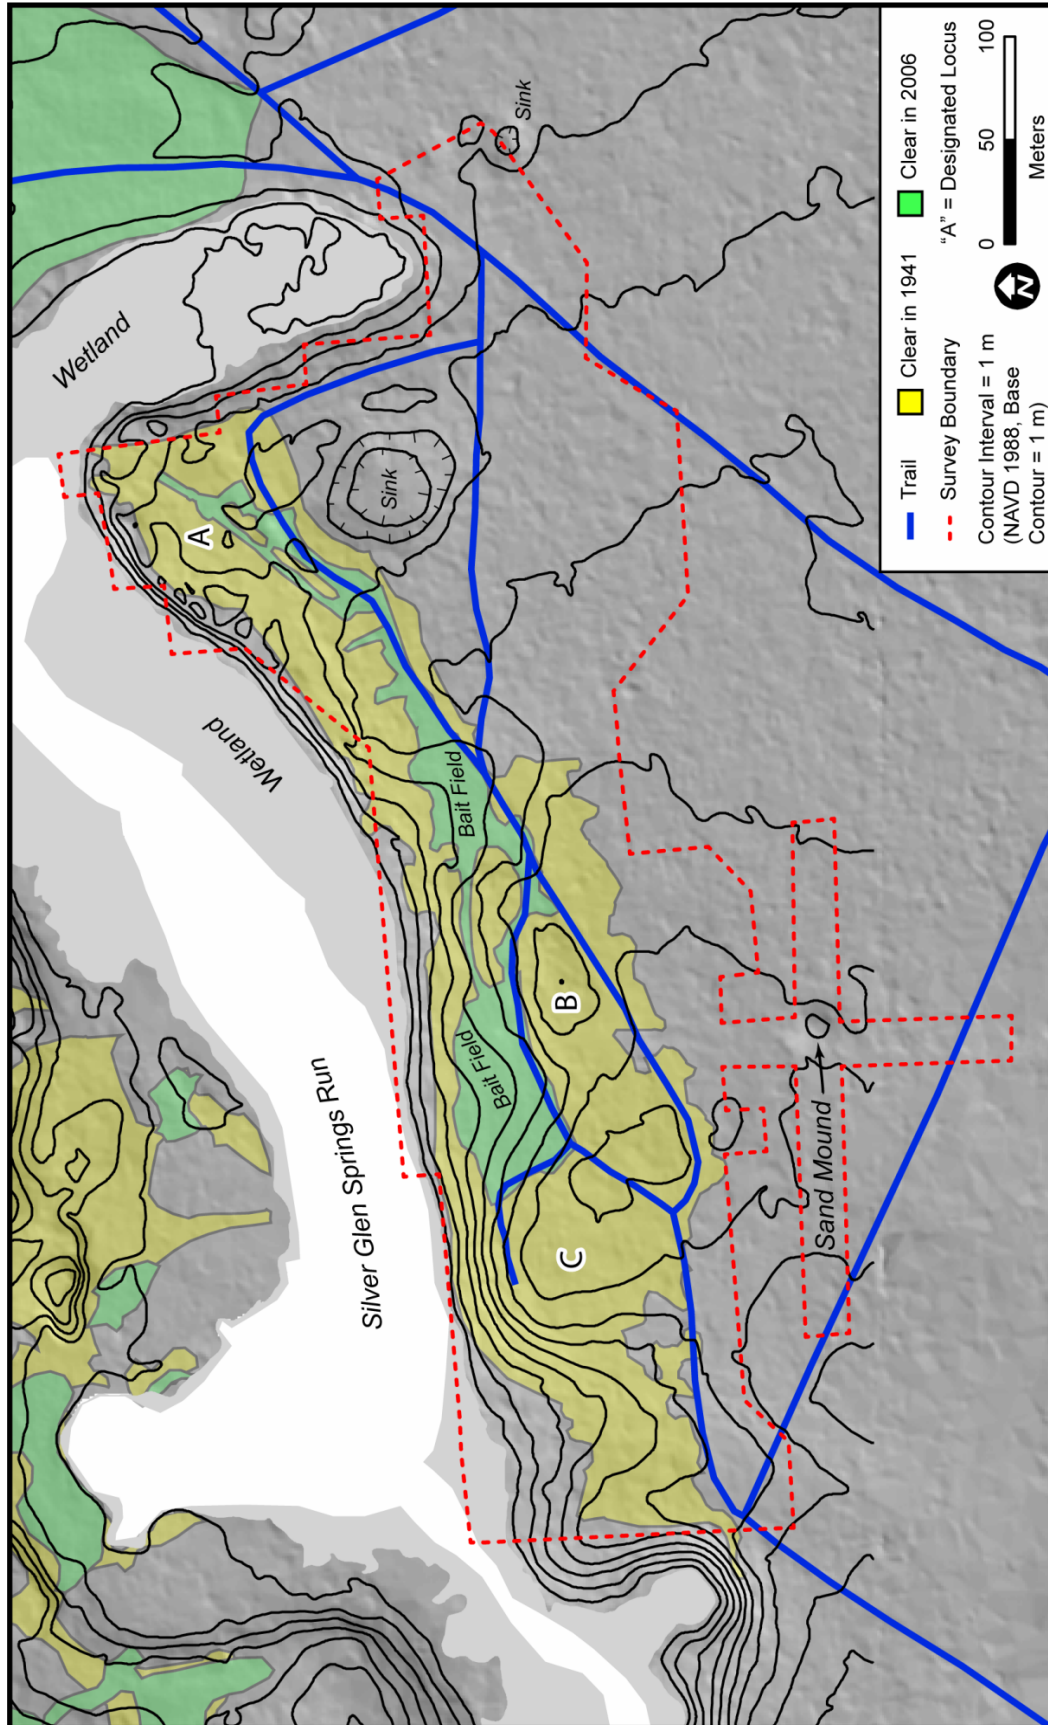 Wetland
Sink
A
Sink
Wetland
Bait Field
Silver Glen Springs Run
Bait Field
B
C
Sand Mound
Trail
Clear in 1941
Clear in 2006
Survey Boundary
"A" = Designated Locus
Contour Interval = 1 m
(NAVD 1988, Base
Contour = 1 m)
N
0 50 100
Meters